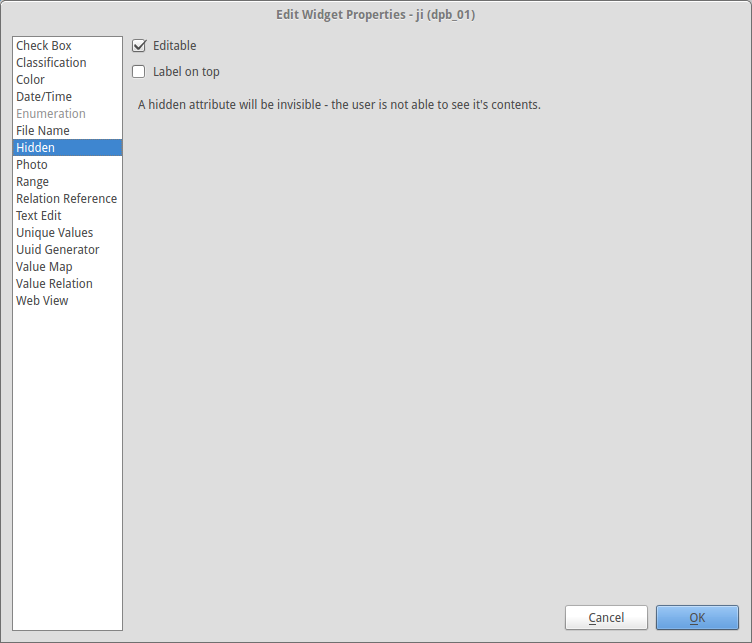 Edit Widget Properties - ji (dpb_01)
Check Box
Classification
Color
Date/Time
Enumeration
File Name
Hidden
Photo
Range
Relation Reference
Text Edit
Unique Values
Uuid Generator
Value Map
Value Relation
Web View
Editable
Label on top
A hidden attribute will be invisible - the user is not able to see it's contents.
Cancel
OK